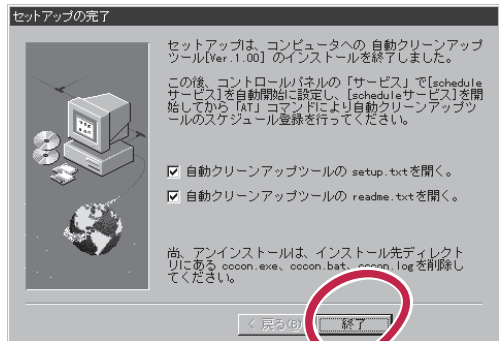 セットアップの完了
セットアップは、コンピュータへの 自動クリーンアップ
ツール[Ver.1.00] のインストールを終了しました。
この後、コントロールパネルの「サービス」で[schedule
サービス]を自動開始に設定し、[scheduleサービス]を開
始してから「AT」コマンドにより自動クリーンアップツ
ールのスケジュール登録を行ってください。
自動クリーンアップツールの setup.txtを開く。
自動クリーンアップツールの readme.txtを開く。
尚、アンインストールは、インストール先ディレクト
リにある cocon.exe、cocon.bat、cocon.logを削除し
てください。
< 戻る(B)
終了